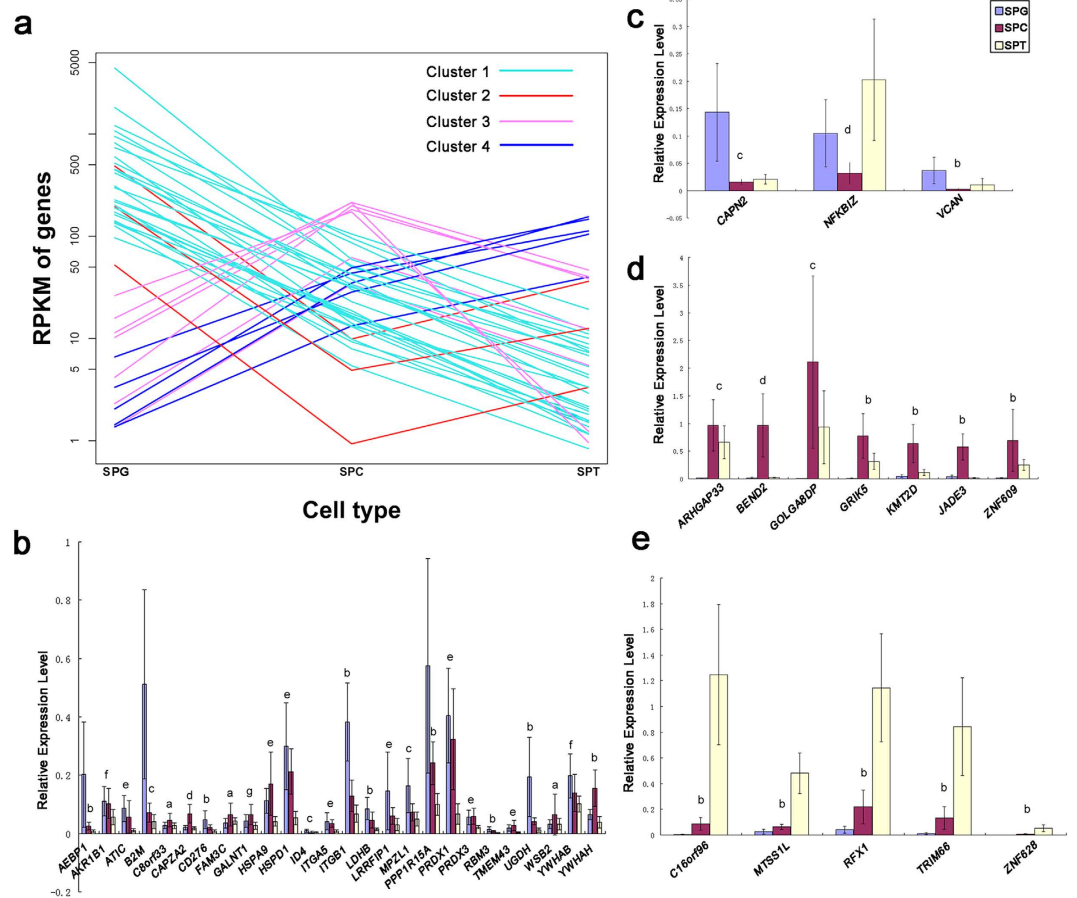 a
5000
500
100
50
10
5
1
RPKM of genes
Cluster 1
Cluster 2
Cluster 3
Cluster 4
SPG SPC SPT
Cell type
b
1
0.8
0.6
0.4
0.2
0
-0.2
Relative Expression Level
b f e c a d b a g e e c e b b e c b e e b e b a f b
AEBF1 AKR1B1 ATIC B2M C8orf33 CAPZA2 CD276 FAM3C GALNT1 HSPA9 HSPD1 ID4 ITGA5 ITGB1 LDHB LRRFIP1 MPZL1 PPP1R15A PRDX1 PRDX3 RBM3 TMEM43 UGDH WSB2 YWHAB YWHAH
c
0.3
0.25
0.2
0.15
0.1
0.05
0
-0.05
Relative Expression Level
SPG
SPC
SPT
c d b
CAPN2 NFKBIZ VCAN
d
4
3.5
3
2.5
2
1.5
1
0.5
0
Relative Expression Level
c d c b b b b
ARHGAP33 BEND2 GOLGA8DP GRIK5 KMT2D JADE3 ZNF609
e
2
1.8
1.6
1.4
1.2
1
0.8
0.6
0.4
0.2
0
Relative Expression Level
b b b b b
C16orf96 MTSS1L RFX1 TRIM66 ZNF628